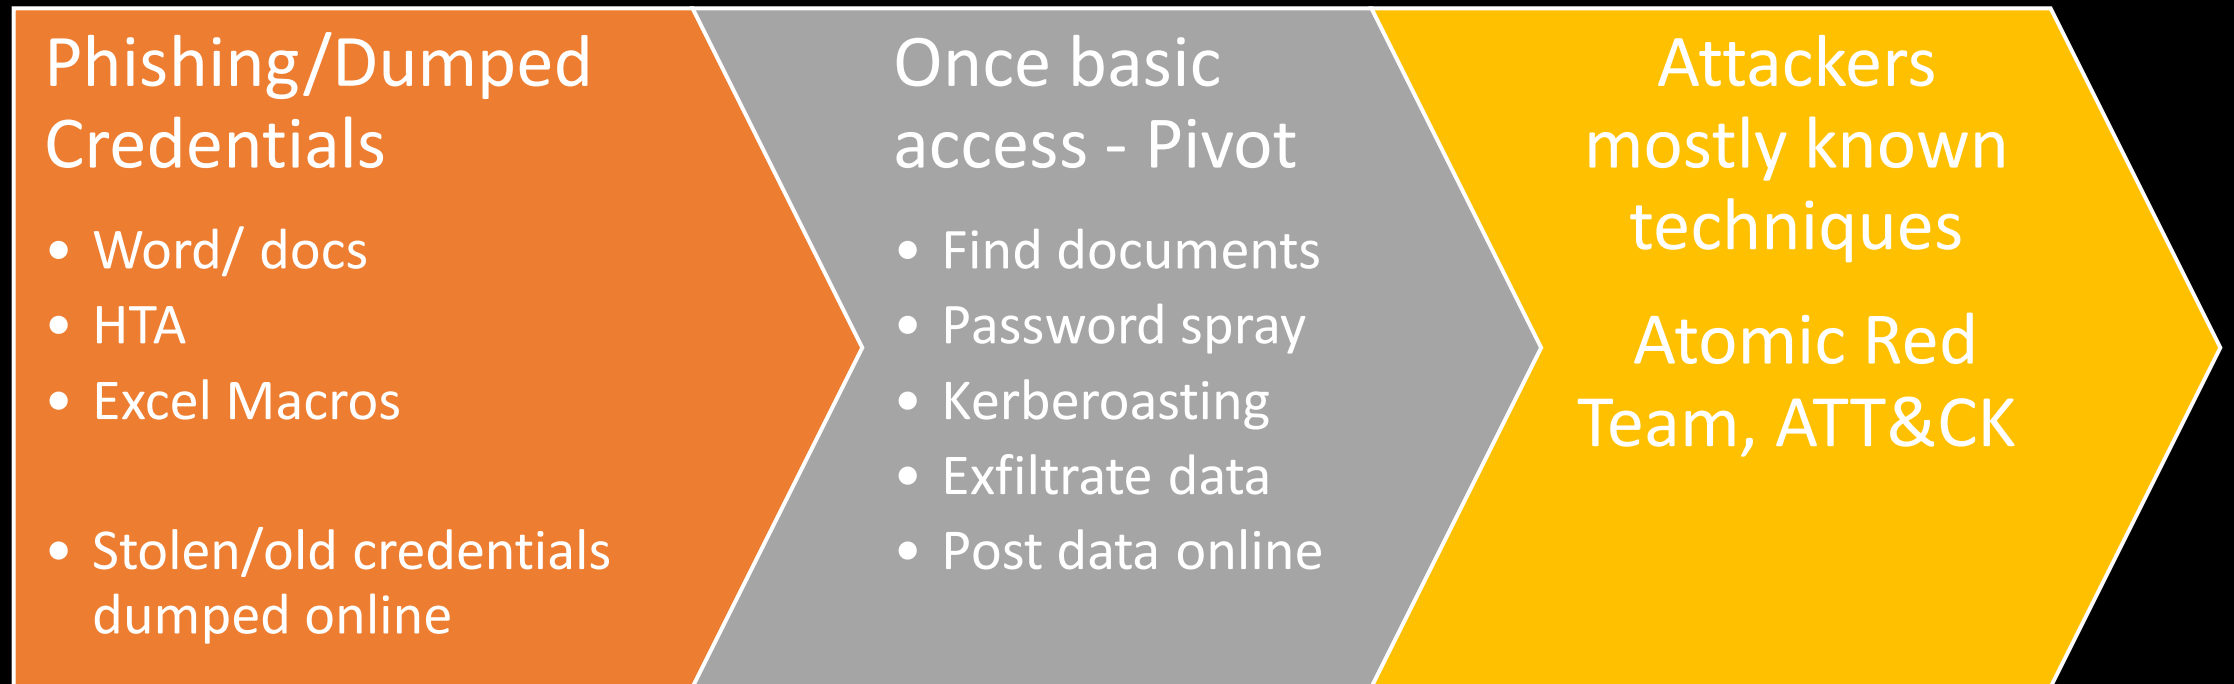 Phishing/Dumped
Credentials
• Word/ docs
• HTA
• Excel Macros
• Stolen/old credentials
dumped online
Once basic
access - Pivot
• Find documents
• Password spray
• Kerberoasting
• Exfiltrate data
• Post data online
Attackers
mostly known
techniques
Atomic Red
Team, ATT&CK